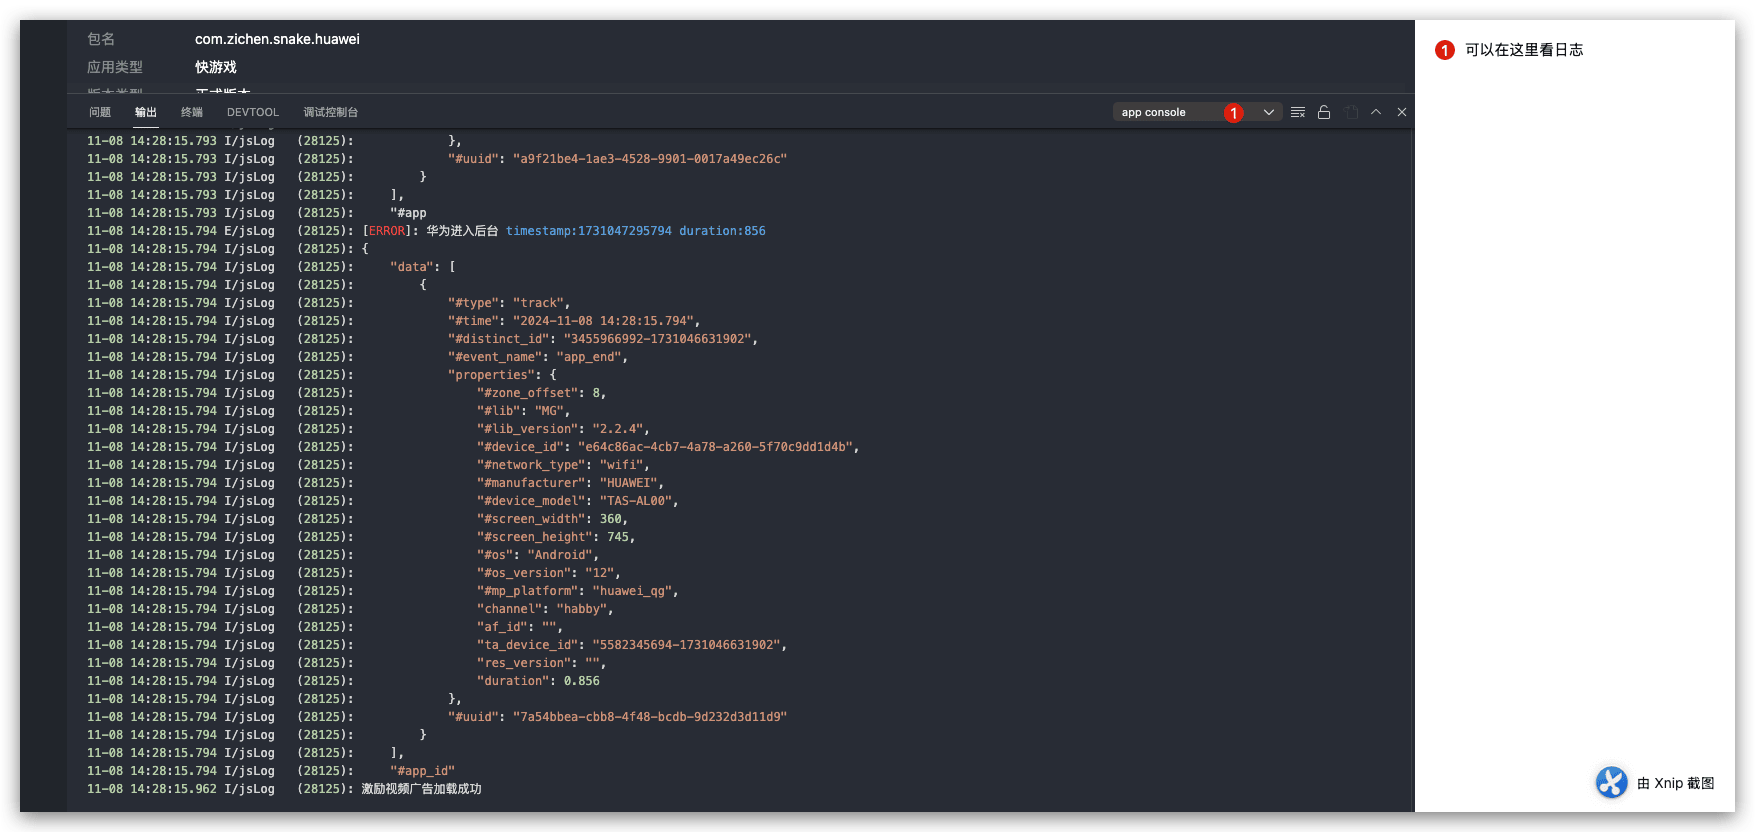 包名 com.zichen.snake.huawei
应用类型 快游戏
版本类型 正式版本
问题 输出 终端 DEVTOOL 调试控制台 app console 1
11-08 14:28:15.793 I/jsLog (28125): },
11-08 14:28:15.793 I/jsLog (28125): "#uuid": "a9f21be4-1ae3-4528-9901-0017a49ec26c"
11-08 14:28:15.793 I/jsLog (28125): }
11-08 14:28:15.793 I/jsLog (28125): ],
11-08 14:28:15.793 I/jsLog (28125): "#app
11-08 14:28:15.794 E/jsLog (28125): [ERROR]: 华为进入后台 timestamp:1731047295794 duration:856
11-08 14:28:15.794 I/jsLog (28125): {
11-08 14:28:15.794 I/jsLog (28125): "data": [
11-08 14:28:15.794 I/jsLog (28125): {
11-08 14:28:15.794 I/jsLog (28125): "#type": "track",
11-08 14:28:15.794 I/jsLog (28125): "#time": "2024-11-08 14:28:15.794",
11-08 14:28:15.794 I/jsLog (28125): "#distinct_id": "3455966992-1731046631902",
11-08 14:28:15.794 I/jsLog (28125): "#event_name": "app_end",
11-08 14:28:15.794 I/jsLog (28125): "properties": {
11-08 14:28:15.794 I/jsLog (28125): "#zone_offset": 8,
11-08 14:28:15.794 I/jsLog (28125): "#lib": "MG",
11-08 14:28:15.794 I/jsLog (28125): "#lib_version": "2.2.4",
11-08 14:28:15.794 I/jsLog (28125): "#device_id": "e64c86ac-4cb7-4a78-a260-5f70c9dd1d4b",
11-08 14:28:15.794 I/jsLog (28125): "#network_type": "wifi",
11-08 14:28:15.794 I/jsLog (28125): "#manufacturer": "HUAWEI",
11-08 14:28:15.794 I/jsLog (28125): "#device_model": "TAS-AL00",
11-08 14:28:15.794 I/jsLog (28125): "#screen_width": 360,
11-08 14:28:15.794 I/jsLog (28125): "#screen_height": 745,
11-08 14:28:15.794 I/jsLog (28125): "#os": "Android",
11-08 14:28:15.794 I/jsLog (28125): "#os_version": "12",
11-08 14:28:15.794 I/jsLog (28125): "#mp_platform": "huawei_qg",
11-08 14:28:15.794 I/jsLog (28125): "channel": "habby",
11-08 14:28:15.794 I/jsLog (28125): "af_id": "",
11-08 14:28:15.794 I/jsLog (28125): "ta_device_id": "5582345694-1731046631902",
11-08 14:28:15.794 I/jsLog (28125): "res_version": "",
11-08 14:28:15.794 I/jsLog (28125): "duration": 0.856
11-08 14:28:15.794 I/jsLog (28125): },
11-08 14:28:15.794 I/jsLog (28125): "#uuid": "7a54bbea-cbb8-4f48-bcdb-9d232d3d11d9"
11-08 14:28:15.794 I/jsLog (28125): }
11-08 14:28:15.794 I/jsLog (28125): ],
11-08 14:28:15.794 I/jsLog (28125): "#app_id"
11-08 14:28:15.962 I/jsLog (28125): 激励视频广告加载成功
1 可以在这里看日志
由 Xnip 截图